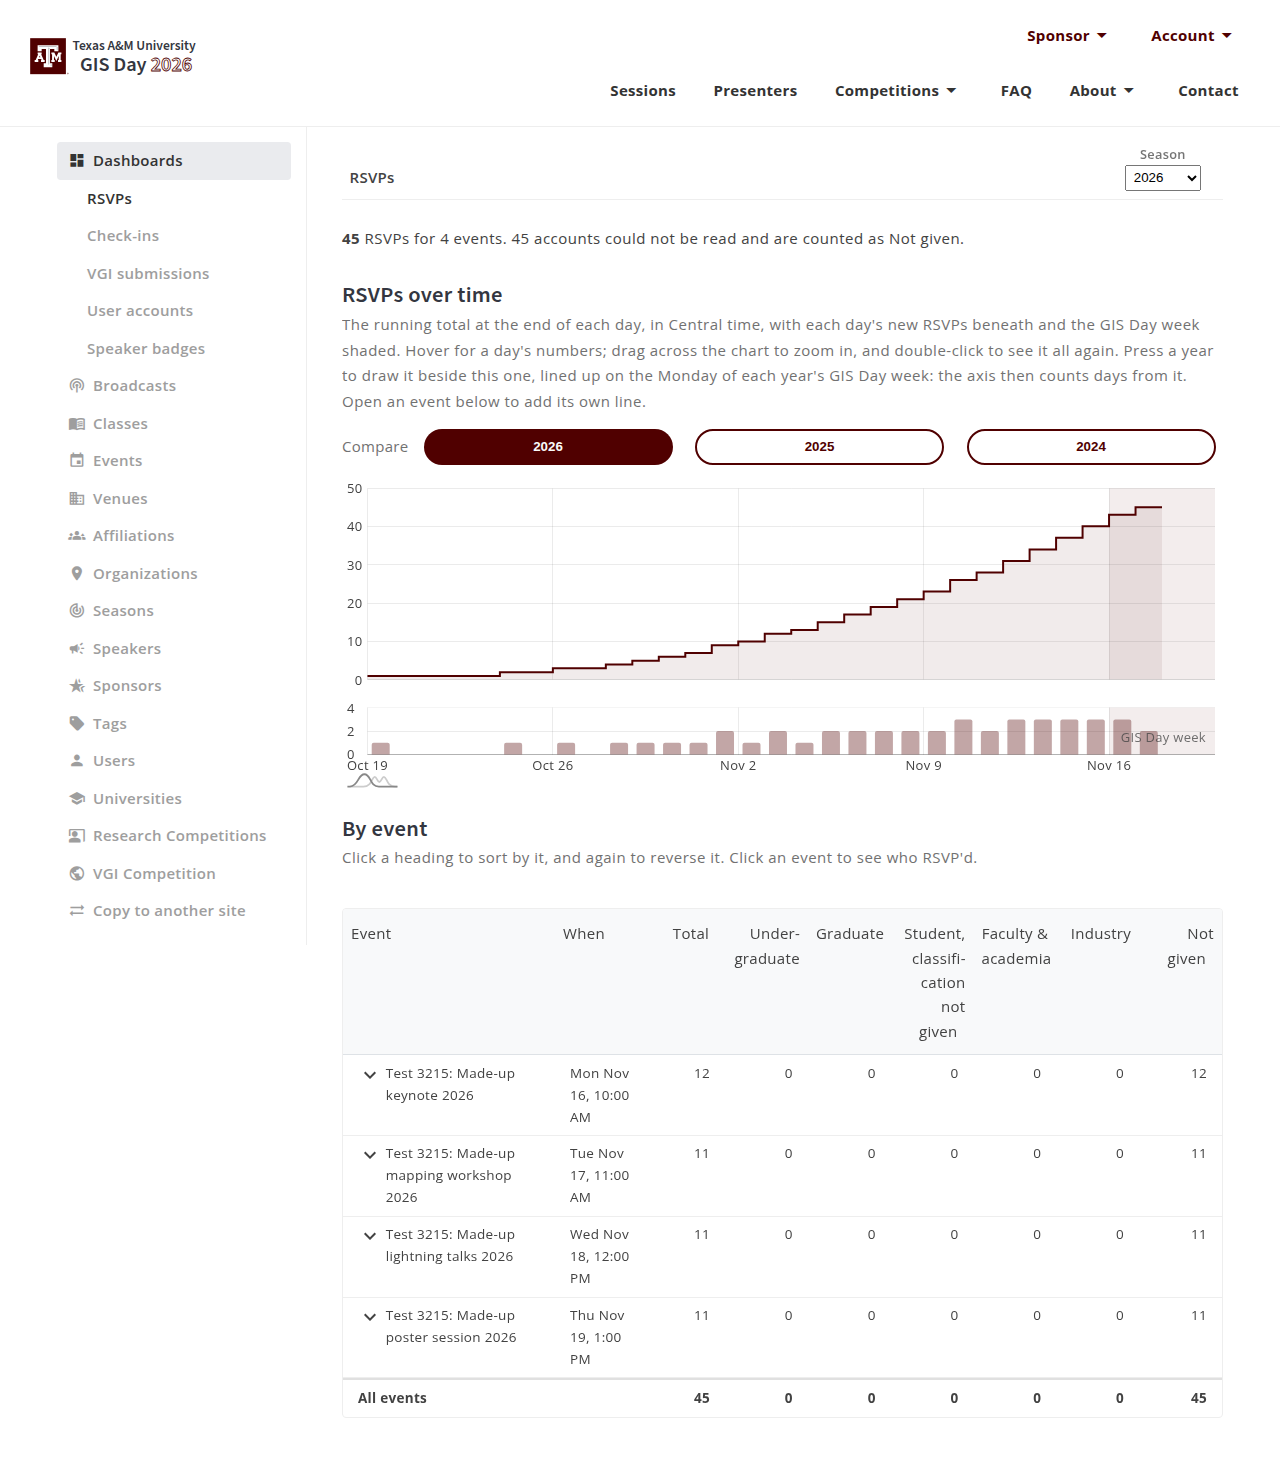 Texas A&M University
GIS Day 2026
Sponsor
Account
Sessions
Presenters
Competitions
FAQ
About
Contact
Dashboards
RSVPs
Check-ins
VGI submissions
User accounts
Speaker badges
Broadcasts
Classes
Events
Venues
Affiliations
Organizations
Seasons
Speakers
Sponsors
Tags
Users
Universities
Research Competitions
VGI Competition
Copy to another site
RSVPs
Season
2026
45 RSVPs for 4 events. 45 accounts could not be read and are counted as Not given.
RSVPs over time
The running total at the end of each day, in Central time, with each day's new RSVPs beneath and the GIS Day week
shaded. Hover for a day's numbers; drag across the chart to zoom in, and double-click to see it all again. Press a year
to draw it beside this one, lined up on the Monday of each year's GIS Day week: the axis then counts days from it.
Open an event below to add its own line.
Compare
2026
2025
2024
50
40
30
20
10
0
4
2
0
GIS Day week
Oct 19
Oct 26
Nov 2
Nov 9
Nov 16
By event
Click a heading to sort by it, and again to reverse it. Click an event to see who RSVP'd.
Event
When
Total
Under-
graduate
Graduate
Student,
classifi-
cation
not
given
Faculty &
academia
Industry
Not
given
Test 3215: Made-up
keynote 2026
Mon Nov
16, 10:00
AM
12
0
0
0
0
0
12
Test 3215: Made-up
mapping workshop
2026
Tue Nov
17, 11:00
AM
11
0
0
0
0
0
11
Test 3215: Made-up
lightning talks 2026
Wed Nov
18, 12:00
PM
11
0
0
0
0
0
11
Test 3215: Made-up
poster session 2026
Thu Nov
19, 1:00
PM
11
0
0
0
0
0
11
All events
45
0
0
0
0
0
45